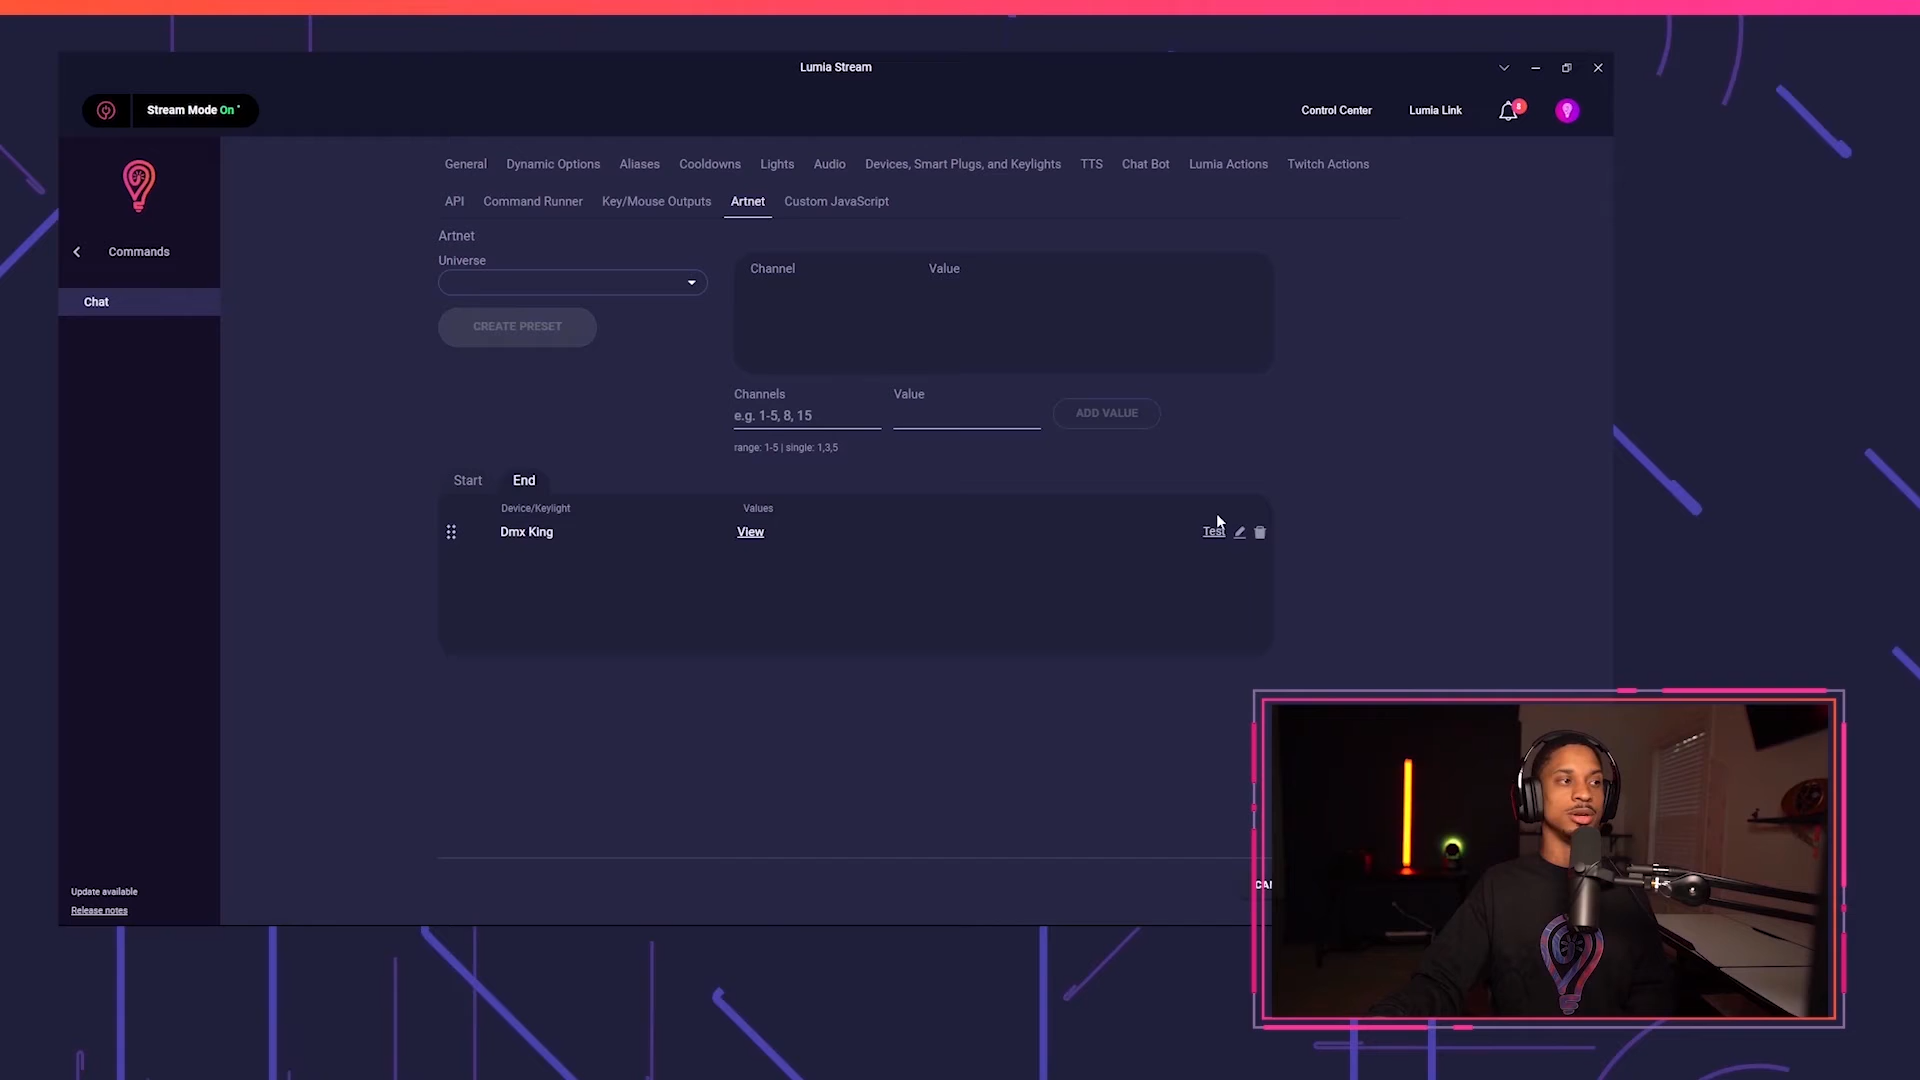 Lumia Stream
Stream Mode On
Control Center
Lumia Link
8
General
Dynamic Options
Aliases
Cooldowns
Lights
Audio
Devices, Smart Plugs, and Keylights
TTS
Chat Bot
Lumia Actions
Twitch Actions
API
Command Runner
Key/Mouse Outputs
Artnet
Custom JavaScript
Commands
Chat
Artnet
Universe
CREATE PRESET
Channel
Value
Channels
Value
e.g. 1-5, 8, 15
ADD VALUE
range: 1-5 | single: 1,3,5
Start
End
Device/Keylight
Values
Dmx King
View
Test
Update available
Release notes